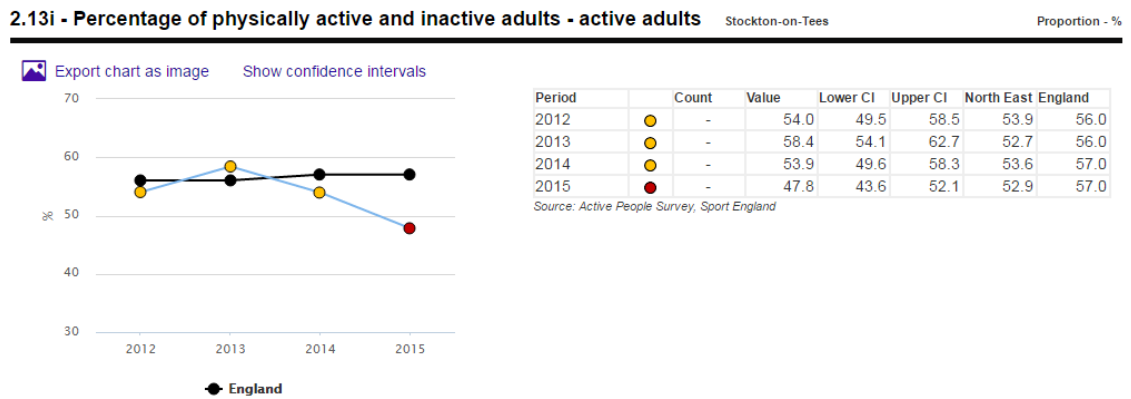 2.13i - Percentage of physically active and inactive adults - active adults Stockton-on-Tees Proportion - %
Export chart as image Show confidence intervals
70
60
50
40
30
%
2012 2013 2014 2015
England
Period Count Value Lower CI Upper CI North East England
2012 - 54.0 49.5 58.5 53.9 56.0
2013 - 58.4 54.1 62.7 52.7 56.0
2014 - 53.9 49.6 58.3 53.6 57.0
2015 - 47.8 43.6 52.1 52.9 57.0
Source: Active People Survey, Sport England